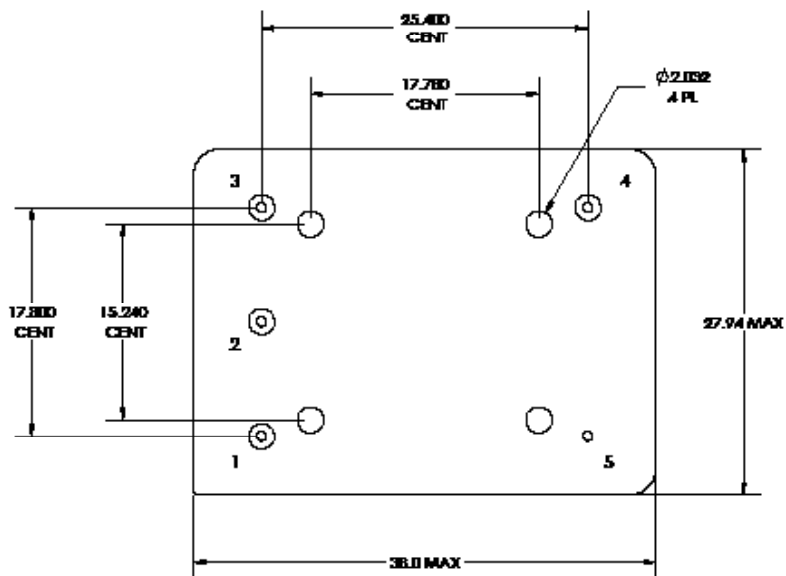 25.400
CENT
17.780
CENT
Ø2.032
4 PL
3
4
17.800
CENT
15.240
CENT
2
27.94 MAX
1
5
38.0 MAX